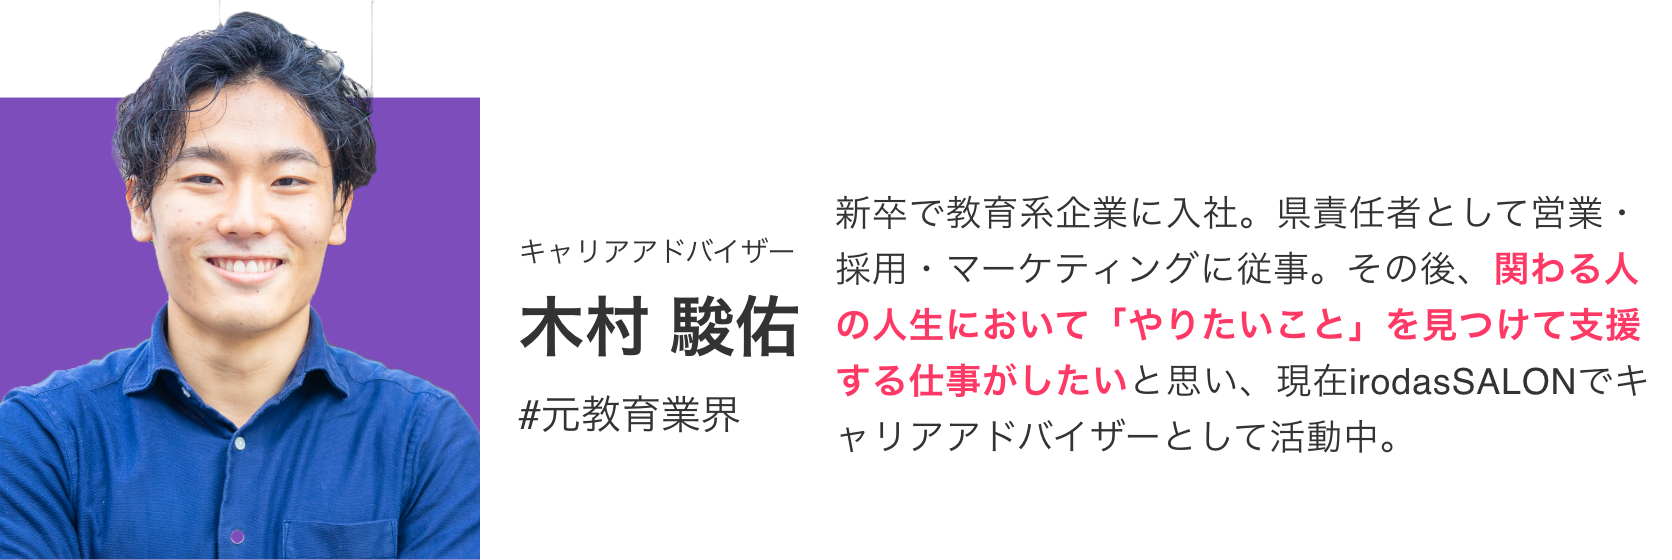 キャリアアドバイザー
木村 駿佑
#元教育業界
新卒で教育系企業に入社。県責任者として営業・
採用・マーケティングに従事。その後、関わる人
の人生において「やりたいこと」を見つけて支援
する仕事がしたいと思い、現在irodasSALONでキ
ャリアアドバイザーとして活動中。